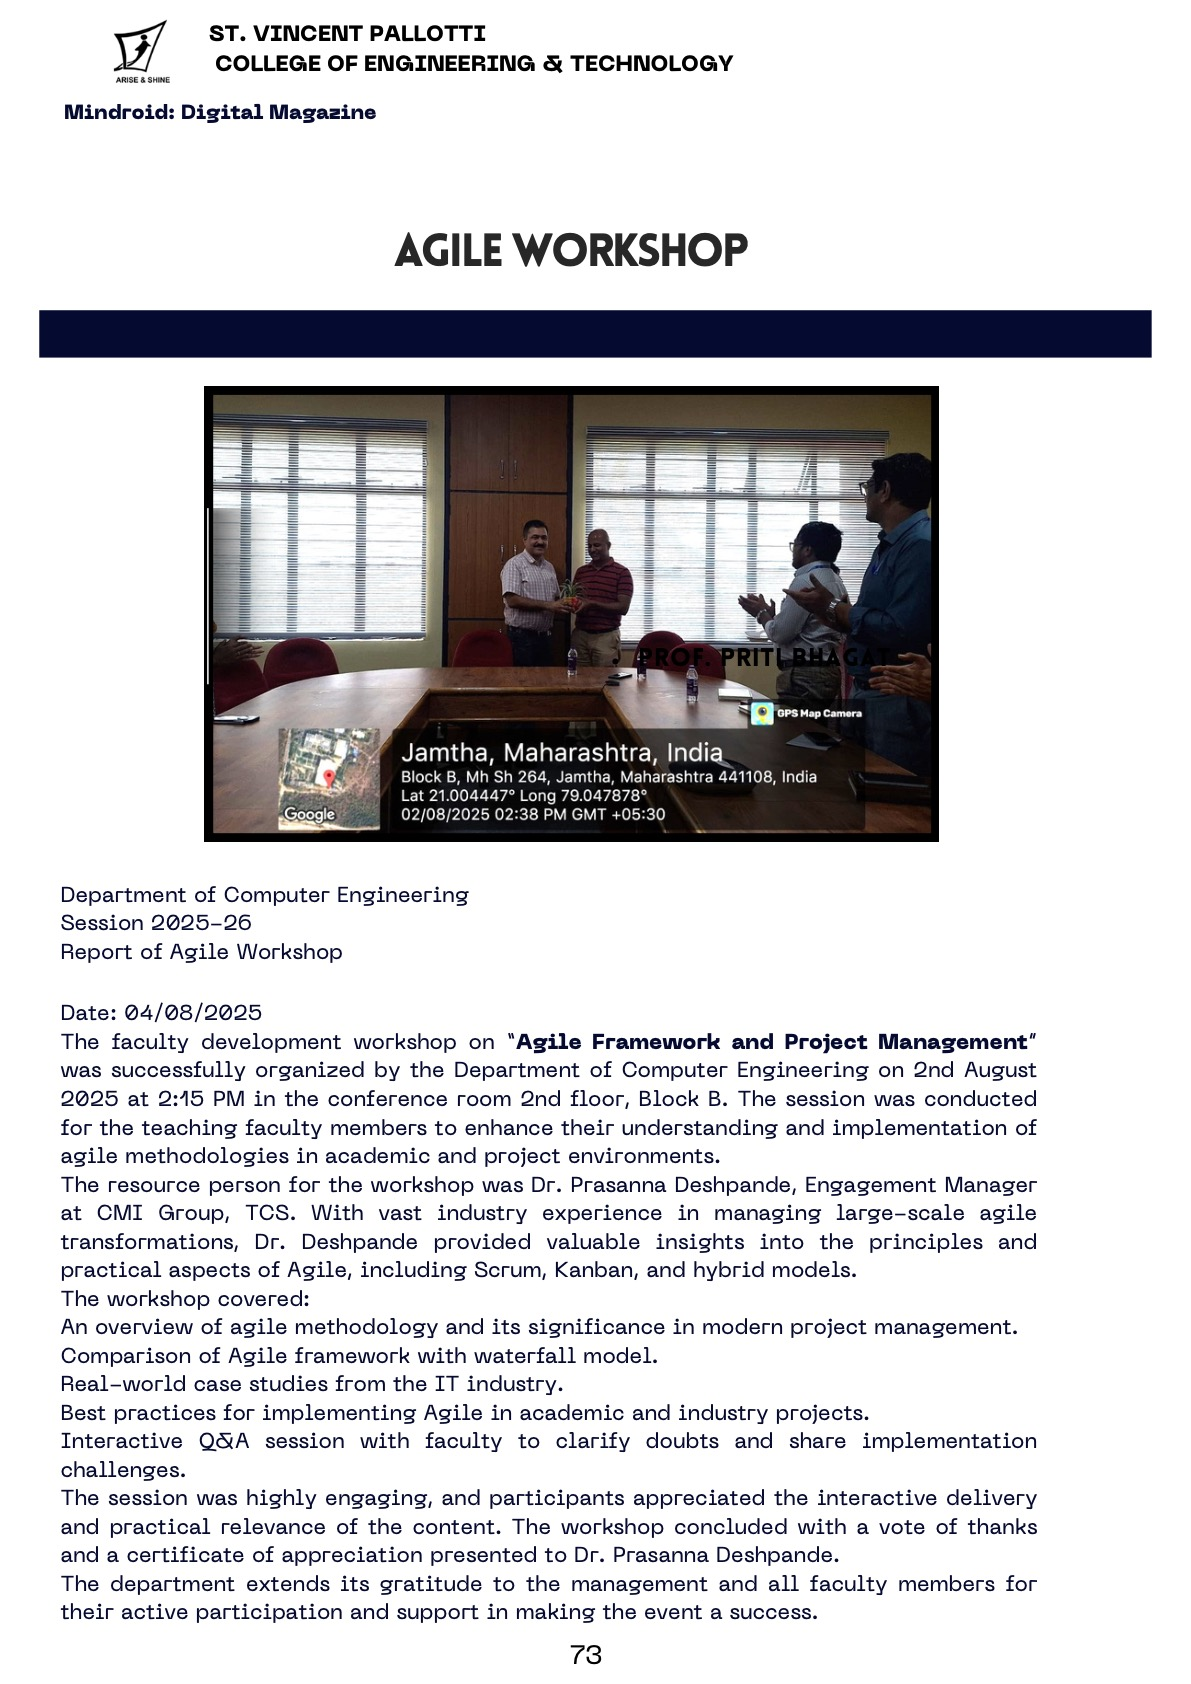 ST. VINCENT PALLOTTI
COLLEGE OF ENGINEERING & TECHNOLOGY
ARISE & SHINE
Mindroid: Digital Magazine
AGILE WORKSHOP
PROF. PRITI BHAGAT
GPS Map Camera
Jamtha, Maharashtra, India
Block B, Mh Sh 264, Jamtha, Maharashtra 441108, India
Lat 21.004447° Long 79.047878°
02/08/2025 02:38 PM GMT +05:30
Google
Department of Computer Engineering
Session 2025-26
Report of Agile Workshop
Date: 04/08/2025
The faculty development workshop on “Agile Framework and Project Management”
was successfully organized by the Department of Computer Engineering on 2nd August
2025 at 2:15 PM in the conference room 2nd floor, Block B. The session was conducted
for the teaching faculty members to enhance their understanding and implementation of
agile methodologies in academic and project environments.
The resource person for the workshop was Dr. Prasanna Deshpande, Engagement Manager
at CMI Group, TCS. With vast industry experience in managing large-scale agile
transformations, Dr. Deshpande provided valuable insights into the principles and
practical aspects of Agile, including Scrum, Kanban, and hybrid models.
The workshop covered:
An overview of agile methodology and its significance in modern project management.
Comparison of Agile framework with waterfall model.
Real-world case studies from the IT industry.
Best practices for implementing Agile in academic and industry projects.
Interactive Q&A session with faculty to clarify doubts and share implementation
challenges.
The session was highly engaging, and participants appreciated the interactive delivery
and practical relevance of the content. The workshop concluded with a vote of thanks
and a certificate of appreciation presented to Dr. Prasanna Deshpande.
The department extends its gratitude to the management and all faculty members for
their active participation and support in making the event a success.
73